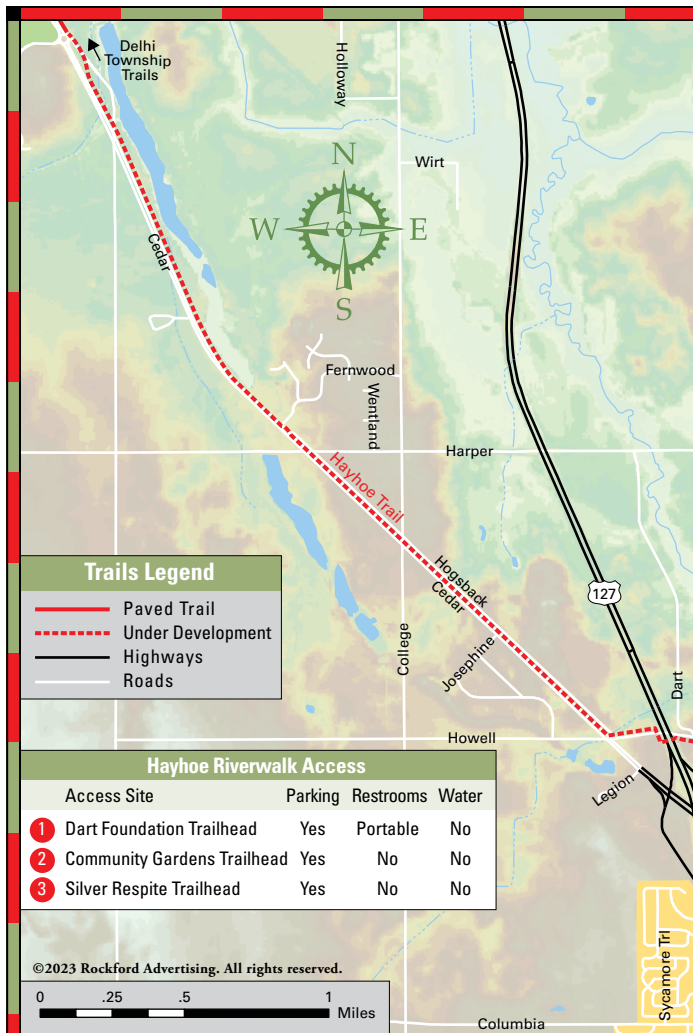 Delhi
Township
Trails
Holloway
Wirt
N
W E
S
Cedar
Fernwood
Wentland
Harper
Hayhoe Trail
Hogsback
Cedar
127
College
Josephine
Dart
Howell
Legion
Trails Legend
Paved Trail
Under Development
Highways
Roads
Hayhoe Riverwalk Access
Access Site Parking Restrooms Water
1 Dart Foundation Trailhead Yes Portable No
2 Community Gardens Trailhead Yes No No
3 Silver Respite Trailhead Yes No No
Sycamore Trl
©2023 Rockford Advertising. All rights reserved.
0 .25 .5 1
Miles
Columbia